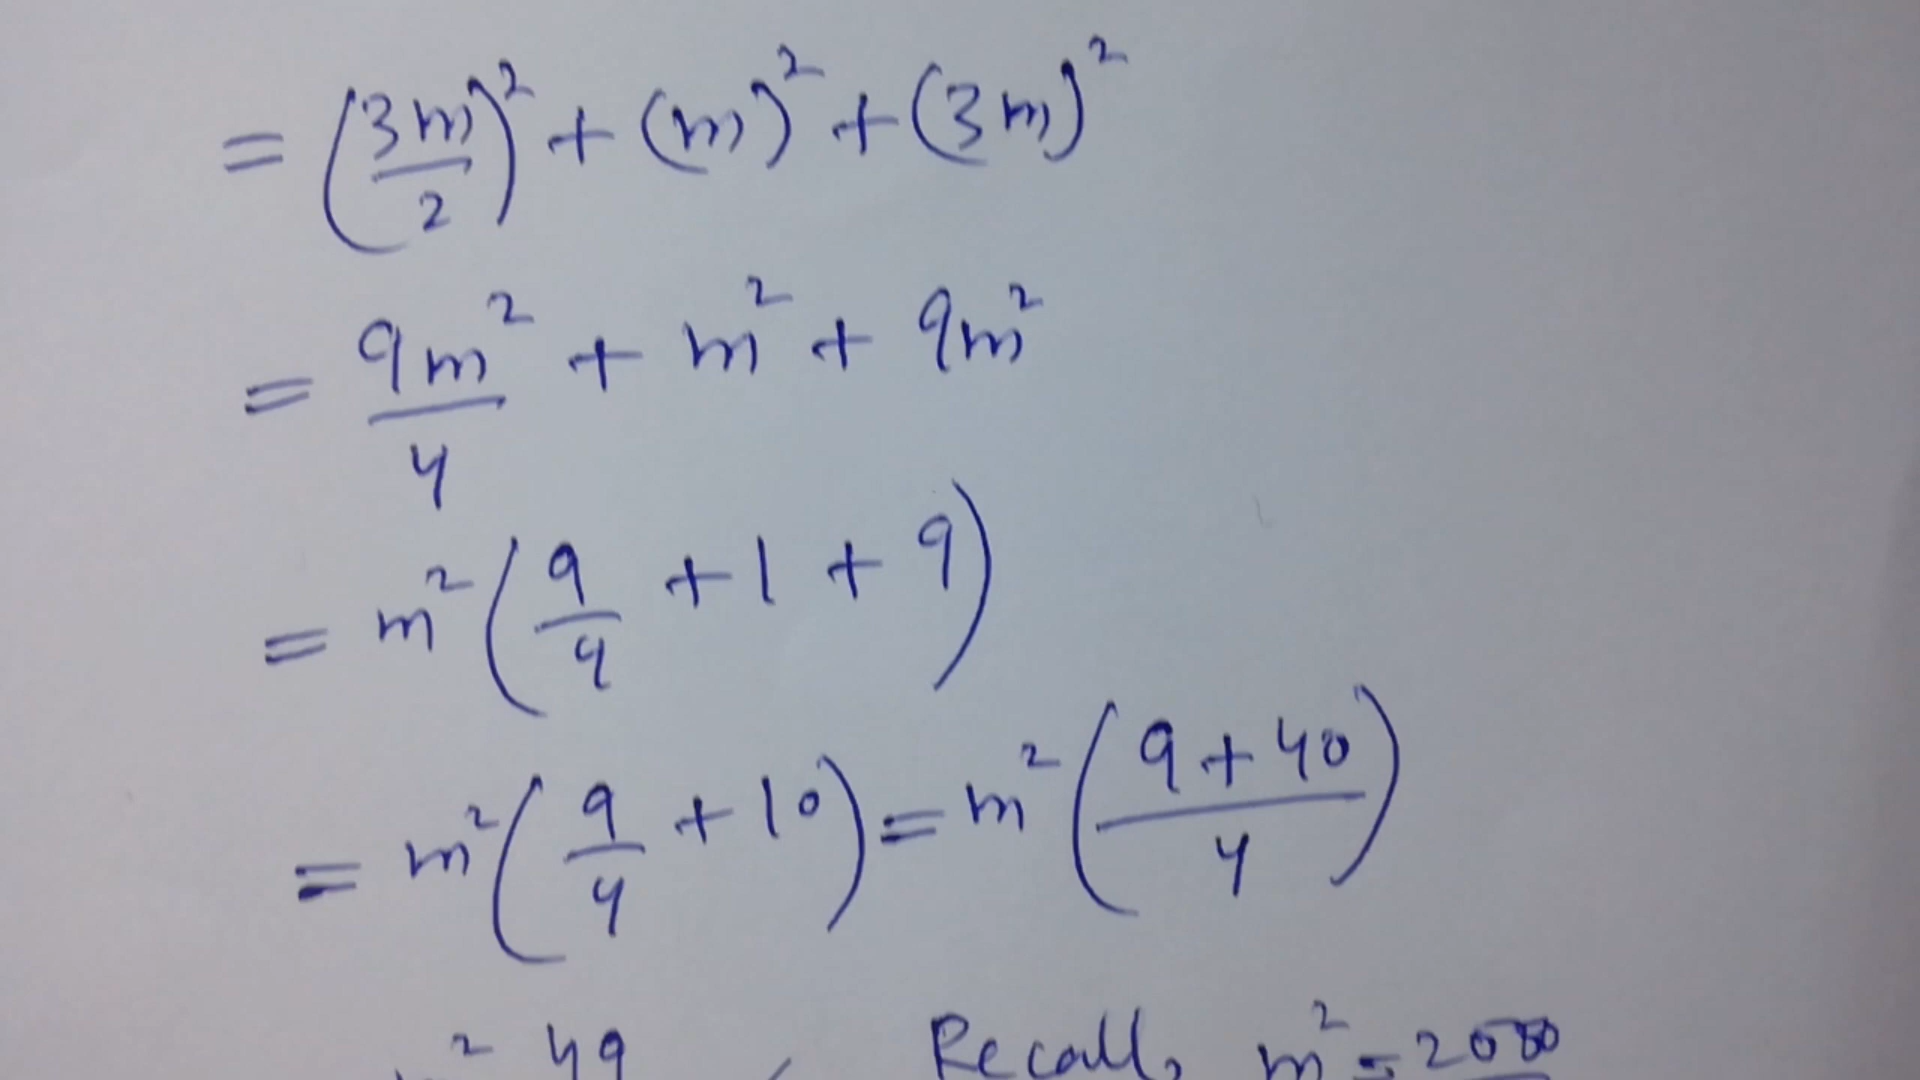 = (3m/2)² + (m)² + (3m)²
= 9m²/4 + m² + 9m²
= m² (9/4 + 1 + 9)
= m² (9/4 + 10) = m² (9 + 40 / 4)
m² 49 , Recall, m² = 2000